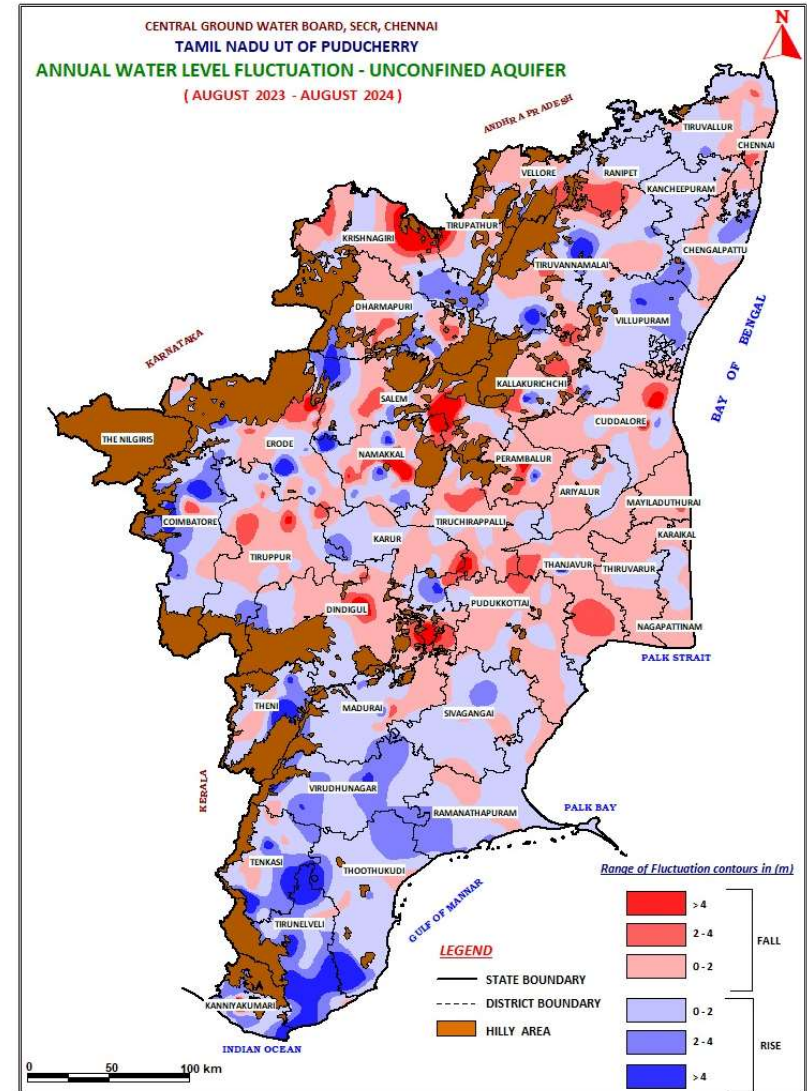 CENTRAL GROUND WATER BOARD, SECR, CHENNAI
TAMIL NADU UT OF PUDUCHERRY
ANNUAL WATER LEVEL FLUCTUATION - UNCONFINED AQUIFER
( AUGUST 2023 - AUGUST 2024 )
N
ANDHRA PRADESH
TIRUVALLUR
CHENNAI
VELLORE
RANIPET
KANCHEEPURAM
TIRUPATHUR
KRISHNAGIRI
CHENGALPATTU
TIRUVANNAMALAI
DHARMAPURI
VILLUPURAM
KARNATAKA
BAY OF BENGAL
KALLAKURICHCHI
SALEM
CUDDALORE
THE NILGIRIS
ERODE
NAMAKKAL
PERAMBALUR
ARIYALUR
MAYILADUTHURAI
COIMBATORE
TIRUCHIRAPPALLI
KARAIKAL
KARUR
TIRUPPUR
THANJAVUR
THIRUVARUR
DINDIGUL
PUDUKKOTTAI
NAGAPATTINAM
PALK STRAIT
THENI
MADURAI
SIVAGANGAI
KERALA
VIRUDHUNAGAR
RAMANATHAPURAM
PALK BAY
TENKASI
THOOTHUKUDI
GULF OF MANNAR
TIRUNELVELI
KANNIYAKUMARI
INDIAN OCEAN
0 50 100 km
LEGEND
STATE BOUNDARY
DISTRICT BOUNDARY
HILLY AREA
Range of Fluctuation contours in (m)
> 4
2 - 4
0 - 2
FALL
0 - 2
2 - 4
> 4
RISE